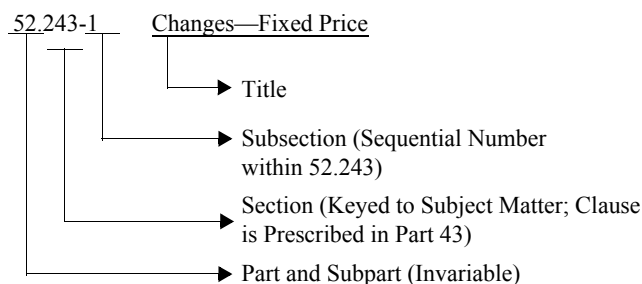 52.243-1 Changes—Fixed Price
Title
Subsection (Sequential Number
within 52.243)
Section (Keyed to Subject Matter; Clause
is Prescribed in Part 43)
Part and Subpart (Invariable)